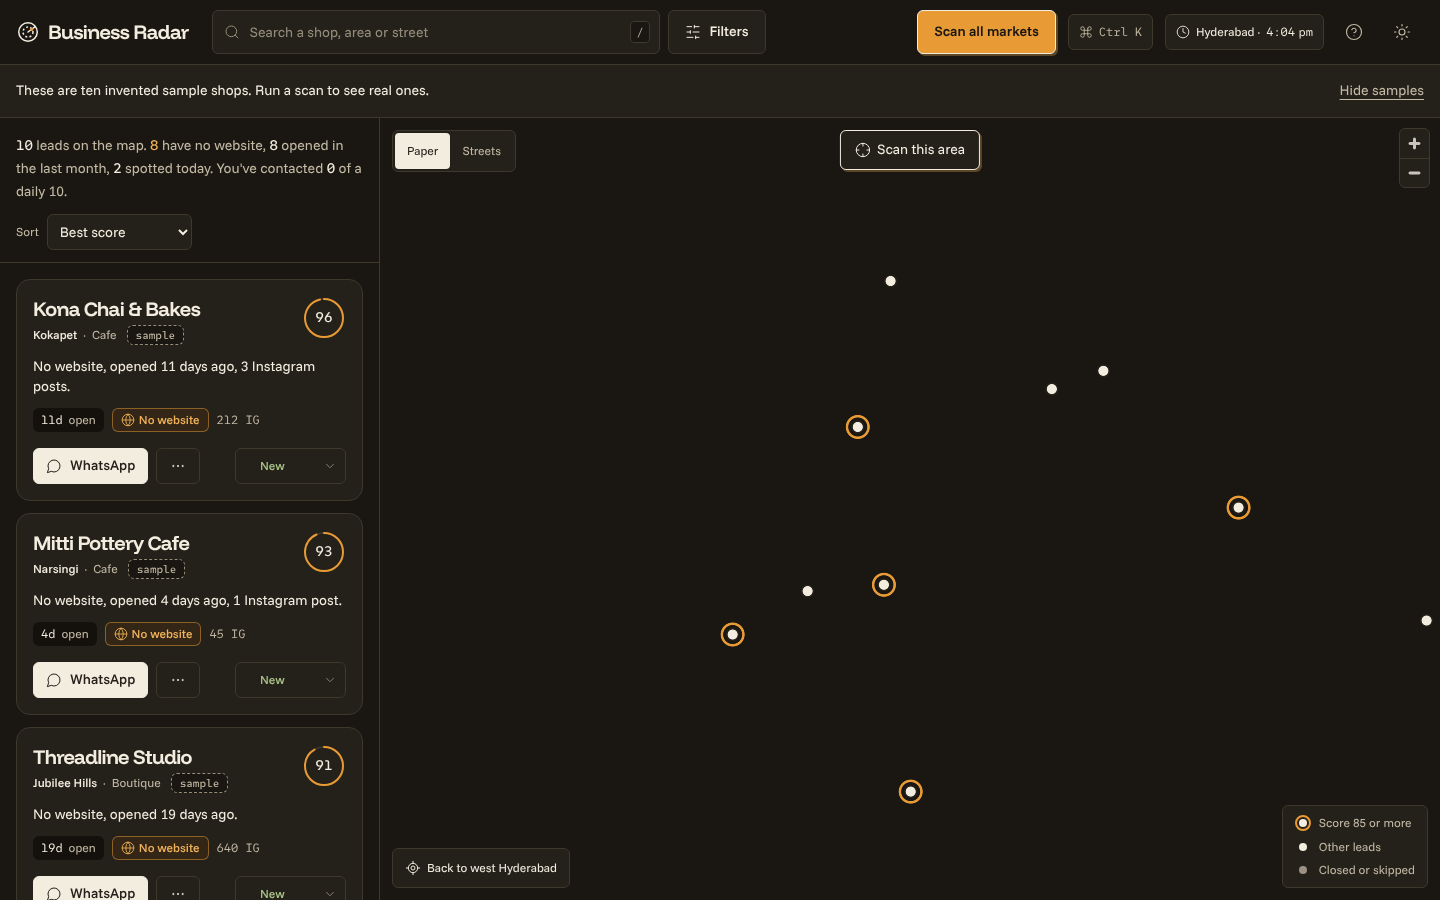 Business Radar
Search a shop, area or street
/
Filters
Scan all markets
⌘ Ctrl K
Hyderabad · 4:04 pm
These are ten invented sample shops. Run a scan to see real ones.
Hide samples
10 leads on the map. 8 have no website, 8 opened in
the last month, 2 spotted today. You've contacted 0 of a
daily 10.
Sort
Best score
Kona Chai & Bakes
96
Kokapet · Cafe
sample
No website, opened 11 days ago, 3 Instagram
posts.
11d open
No website
212 IG
WhatsApp
···
New
Mitti Pottery Cafe
93
Narsingi · Cafe
sample
No website, opened 4 days ago, 1 Instagram post.
4d open
No website
45 IG
WhatsApp
···
New
Threadline Studio
91
Jubilee Hills · Boutique
sample
No website, opened 19 days ago.
19d open
No website
640 IG
WhatsApp
···
New
Paper
Streets
Scan this area
+
−
Back to west Hyderabad
Score 85 or more
Other leads
Closed or skipped